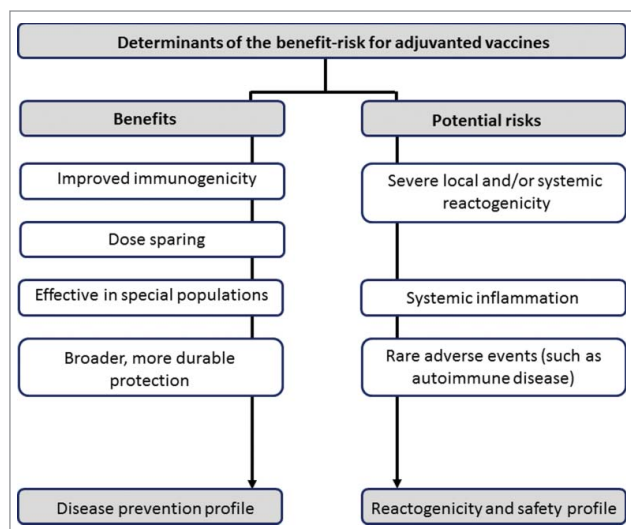 Determinants of the benefit-risk for adjuvanted vaccines
Benefits
Improved immunogenicity
Dose sparing
Effective in special populations
Broader, more durable
protection
Disease prevention profile
Potential risks
Severe local and/or systemic
reactogenicity
Systemic inflammation
Rare adverse events (such as
autoimmune disease)
Reactogenicity and safety profile